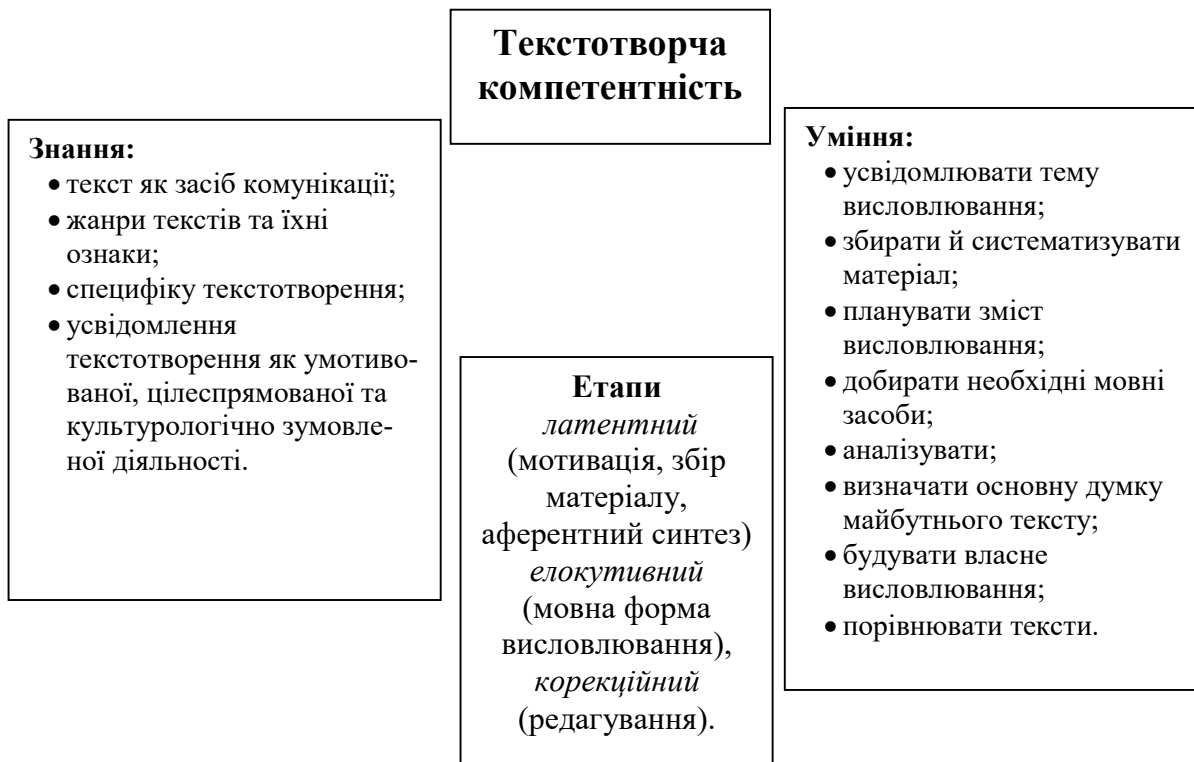 Текстотворча
компетентність
Знання:
• текст як засіб комунікації;
• жанри текстів та їхні
ознаки;
• специфіку текстотворення;
• усвідомлення
текстотворення як умотиво-
ваної, цілеспрямованої та
культурологічно зумовле-
ної діяльності.
Етапи
латентний
(мотивація, збір
матеріалу,
аферентний синтез)
елокутивний
(мовна форма
висловлювання),
корекційний
(редагування).
Уміння:
• усвідомлювати тему
висловлювання;
• збирати й систематизувати
матеріал;
• планувати зміст
висловлювання;
• добирати необхідні мовні
засоби;
• аналізувати;
• визначати основну думку
майбутнього тексту;
• будувати власне
висловлювання;
• порівнювати тексти.